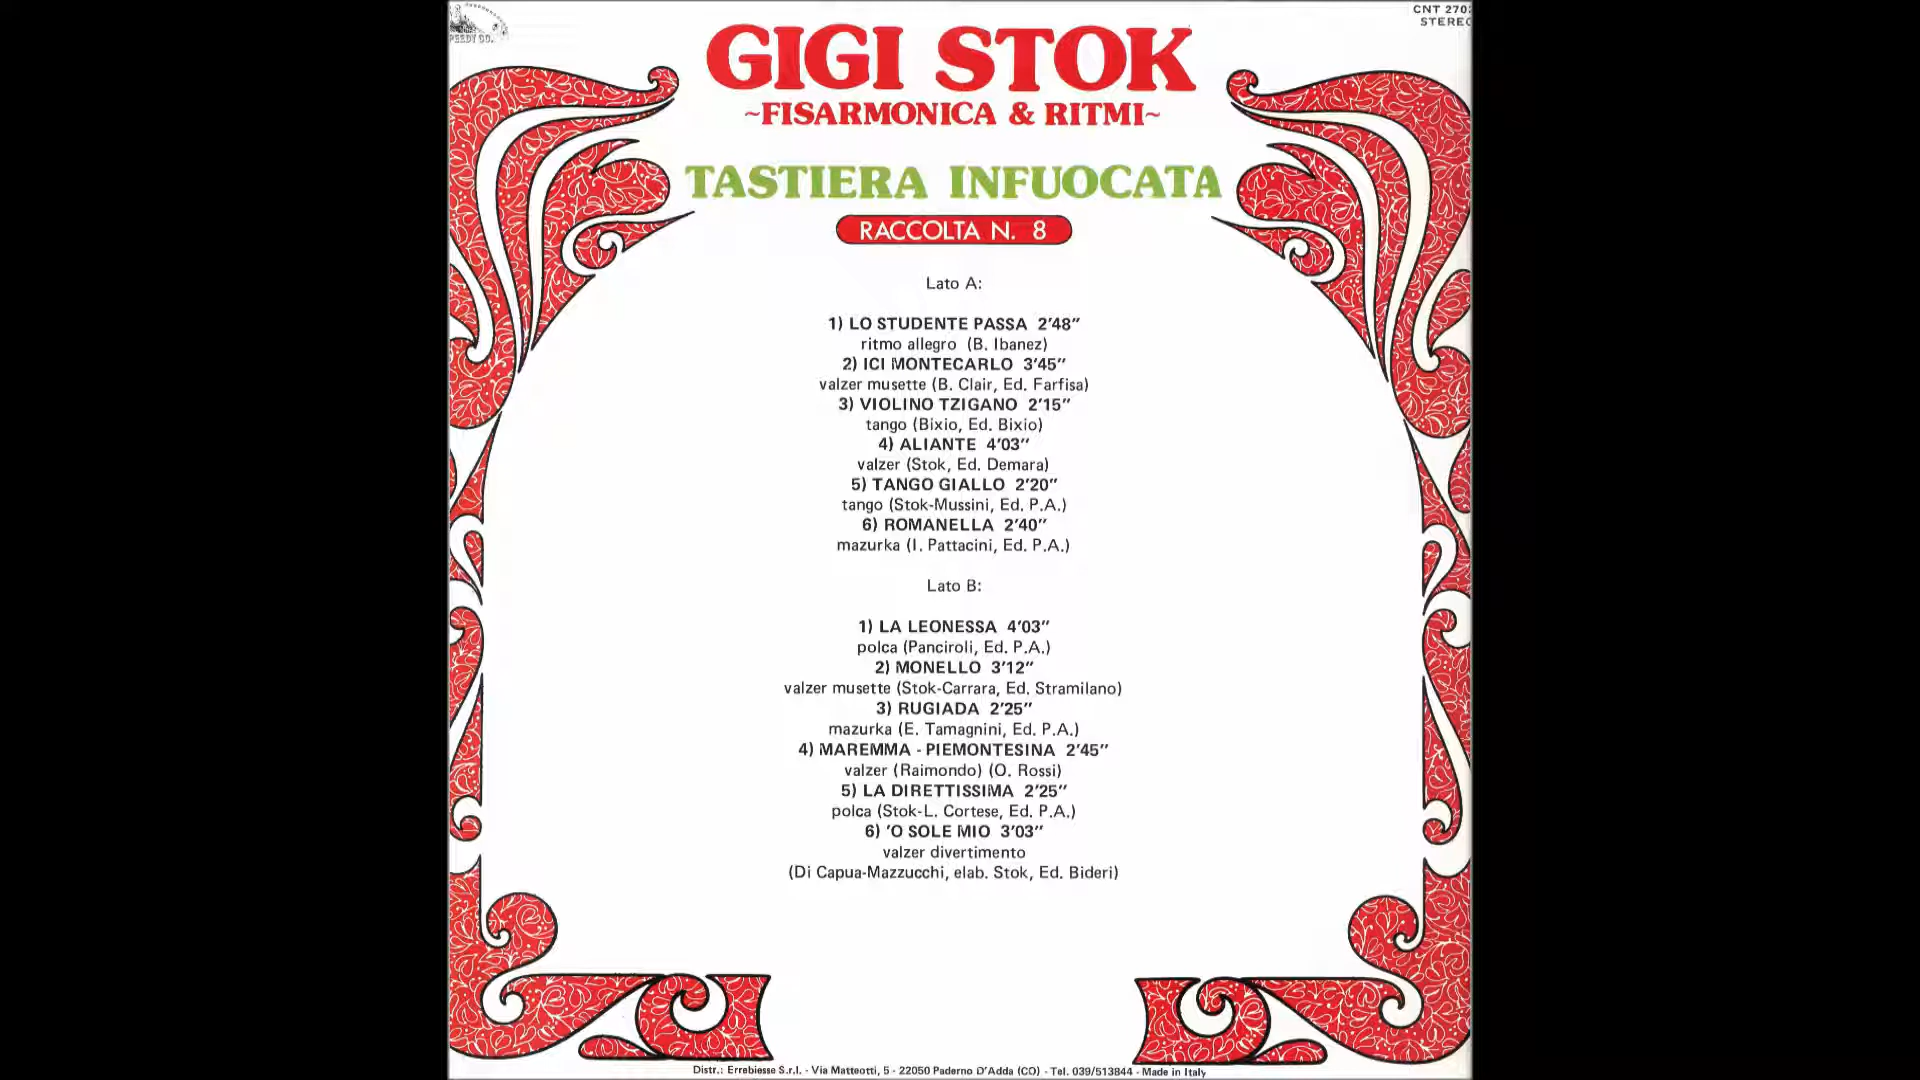 CNT 270
STEREO
GIGI STOK
~FISARMONICA & RITMI~
TASTIERA INFUOCATA
RACCOLTA N. 8
Lato A:
1) LO STUDENTE PASSA 2'48"
ritmo allegro (B. Ibanez)
2) ICI MONTECARLO 3'45"
valzer musette (B. Clair, Ed. Farfisa)
3) VIOLINO TZIGANO 2'15"
tango (Bixio, Ed. Bixio)
4) ALIANTE 4'03"
valzer (Stok, Ed. Demara)
5) TANGO GIALLO 2'20"
tango (Stok-Mussini, Ed. P.A.)
6) ROMANELLA 2'40"
mazurka (I. Pattacini, Ed. P.A.)
Lato B:
1) LA LEONESSA 4'03"
polca (Panciroli, Ed. P.A.)
2) MONELLO 3'12"
valzer musette (Stok-Carrara, Ed. Stramilano)
3) RUGIADA 2'25"
mazurka (E. Tamagnini, Ed. P.A.)
4) MAREMMA - PIEMONTESINA 2'45"
valzer (Raimondo) (O. Rossi)
5) LA DIRETTISSIMA 2'25"
polca (Stok-L. Cortese, Ed. P.A.)
6) 'O SOLE MIO 3'03"
valzer divertimento
(Di Capua-Mazzucchi, elab. Stok, Ed. Bideri)
Distr.: Errebiesse S.r.l. - Via Matteotti, 5 - 22050 Paderno D'Adda (CO) - Tel. 039/513844 - Made in Italy